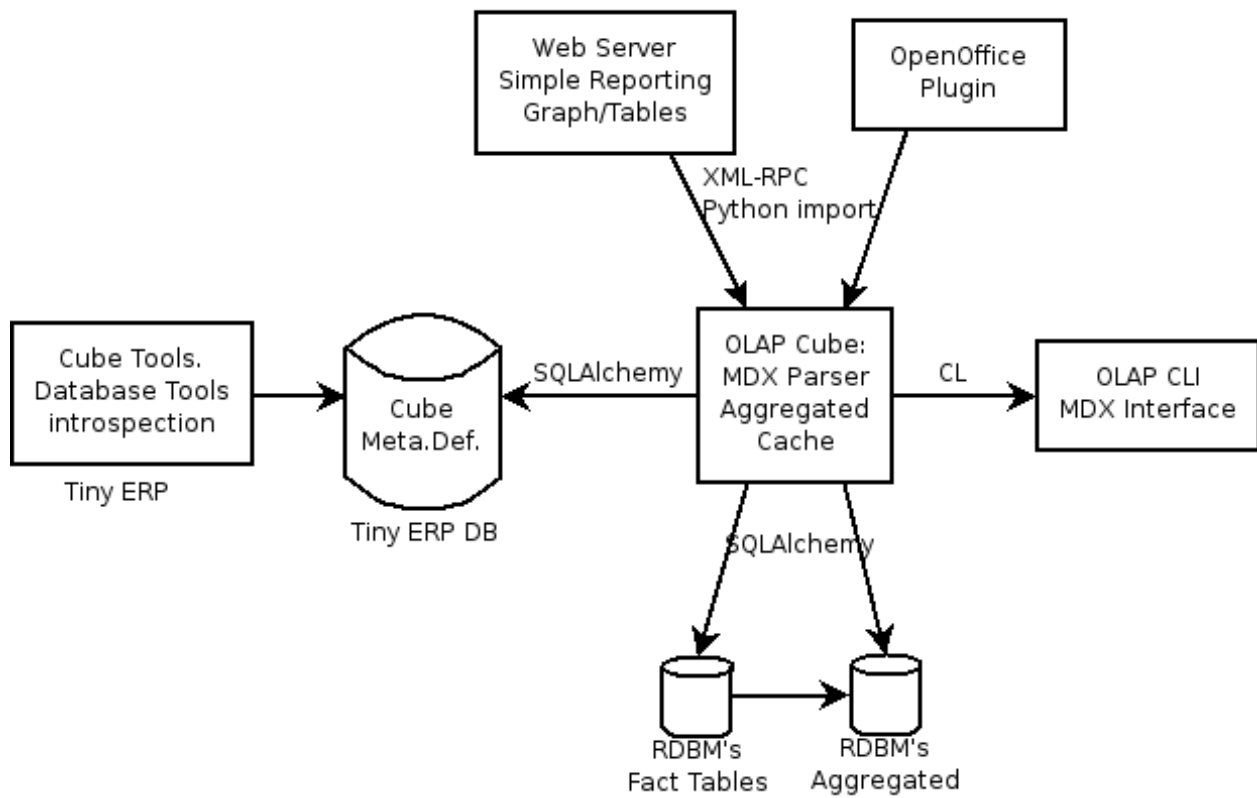 Web Server
Simple Reporting
Graph/Tables
OpenOffice
Plugin
XML-RPC
Python import
Cube Tools.
Database Tools
introspection
Tiny ERP
Cube
Meta.Def.
Tiny ERP DB
SQLAlchemy
OLAP Cube:
MDX Parser
Aggregated
Cache
CL
OLAP CLI
MDX Interface
SQLAlchemy
RDBM's
Fact Tables
RDBM's
Aggregated